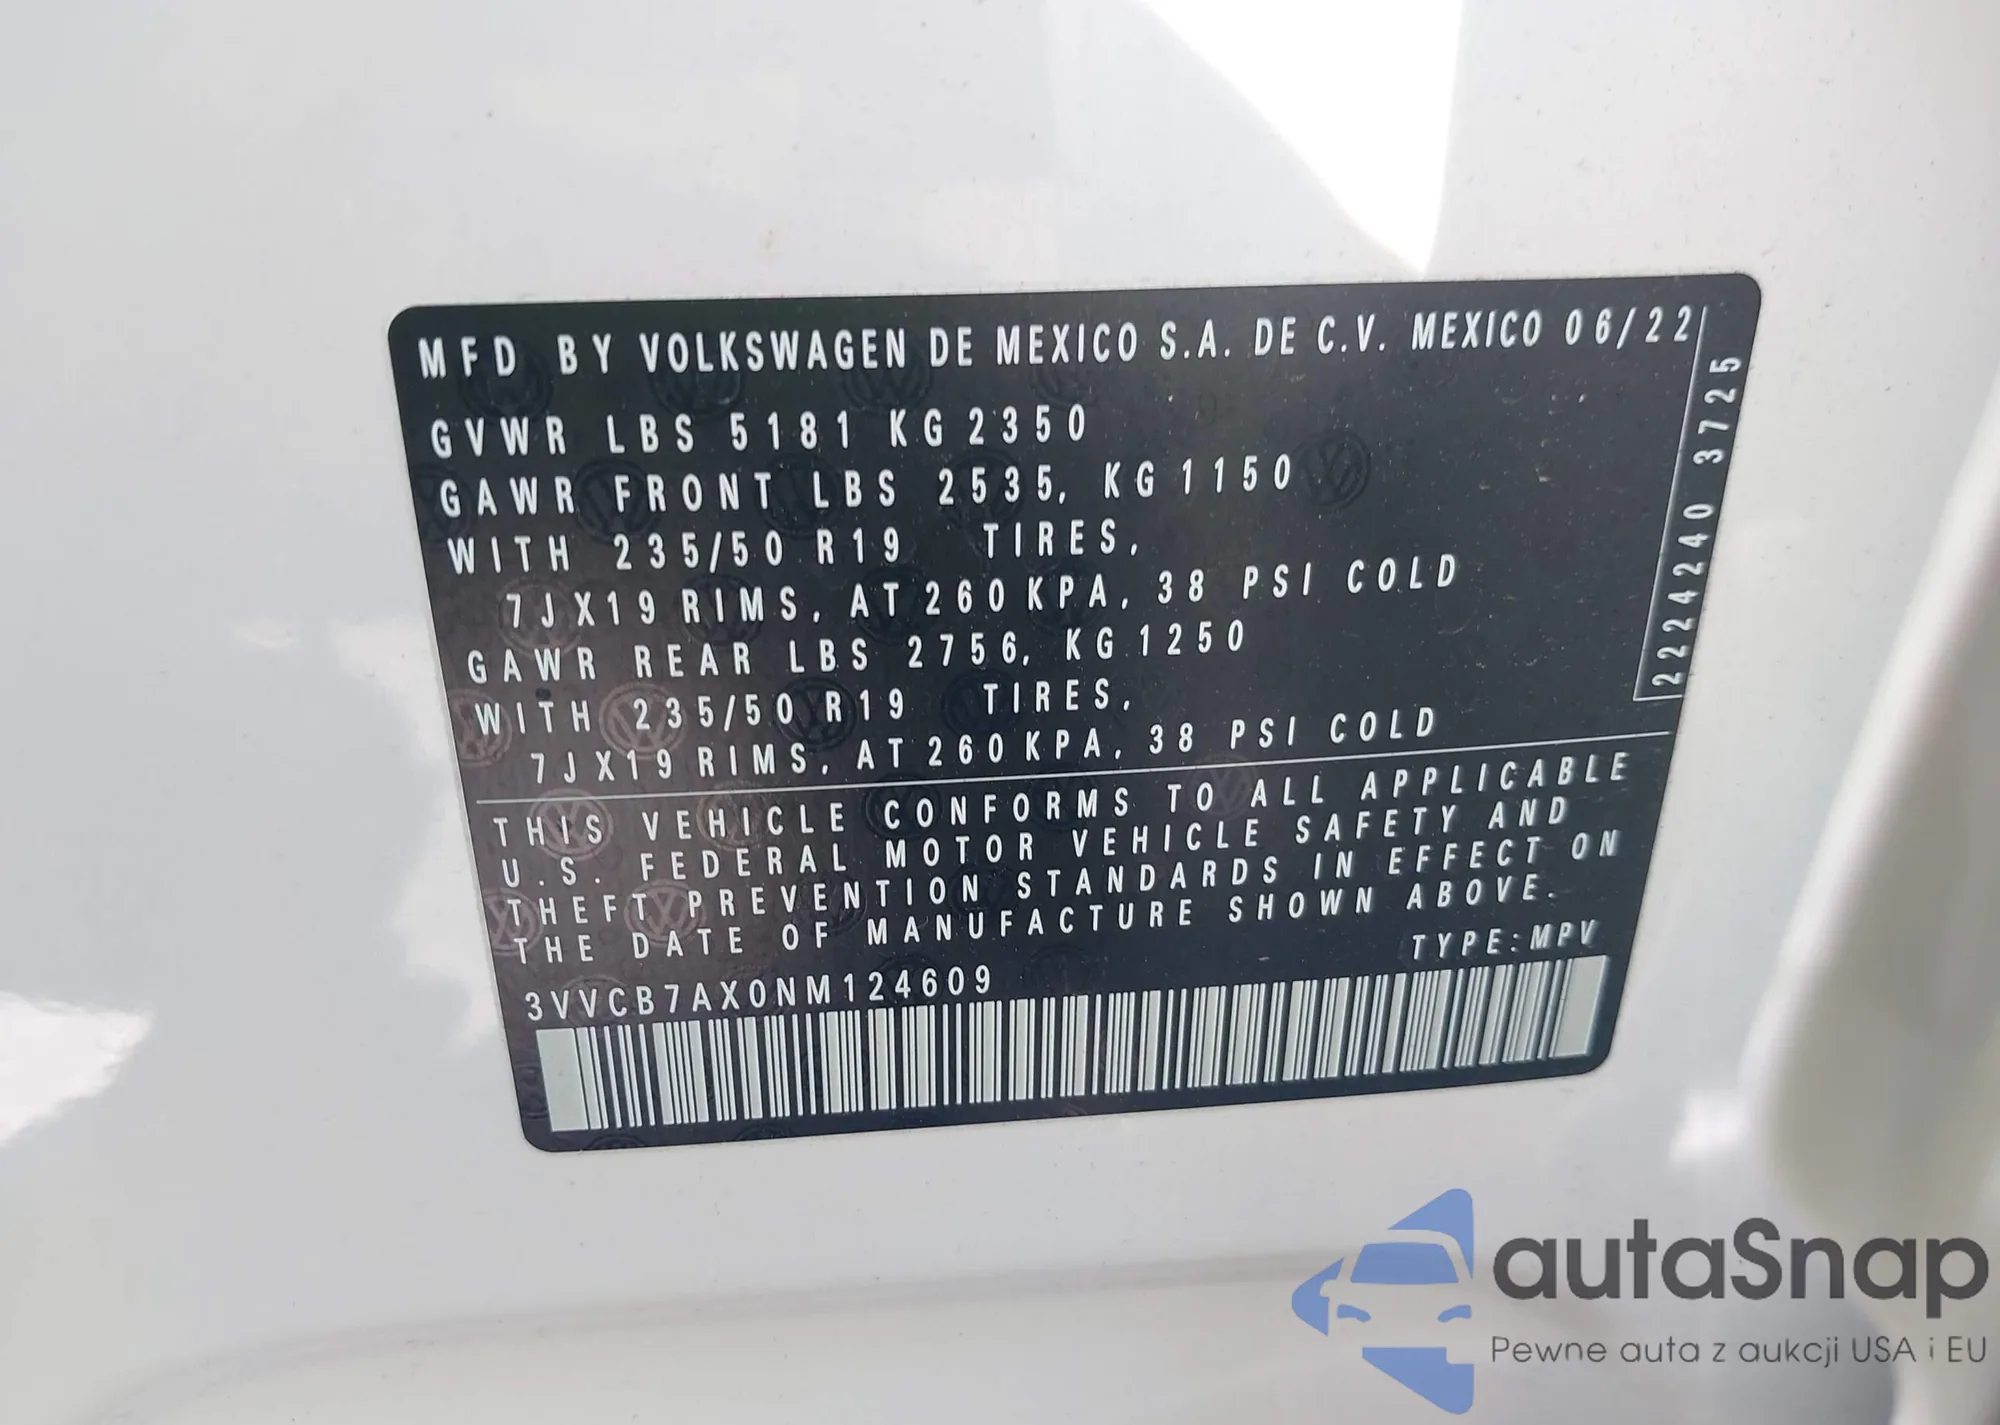 MFD BY VOLKSWAGEN DE MEXICO S.A. DE C.V. MEXICO 06/22
GVWR LBS 5181 KG 2350
GAWR FRONT LBS 2535, KG 1150
WITH 235/50 R19 TIRES,
7JX19 RIMS, AT 260 KPA, 38 PSI COLD
GAWR REAR LBS 2756, KG 1250
WITH 235/50 R19 TIRES,
7JX19 RIMS, AT 260 KPA, 38 PSI COLD
2224240 3725
THIS VEHICLE CONFORMS TO ALL APPLICABLE
U.S. FEDERAL MOTOR VEHICLE SAFETY AND
THEFT PREVENTION STANDARDS IN EFFECT ON
THE DATE OF MANUFACTURE SHOWN ABOVE.
TYPE:MPV
3VVCB7AX0NM124609
autaSnap
Pewne auta z aukcji USA i EU